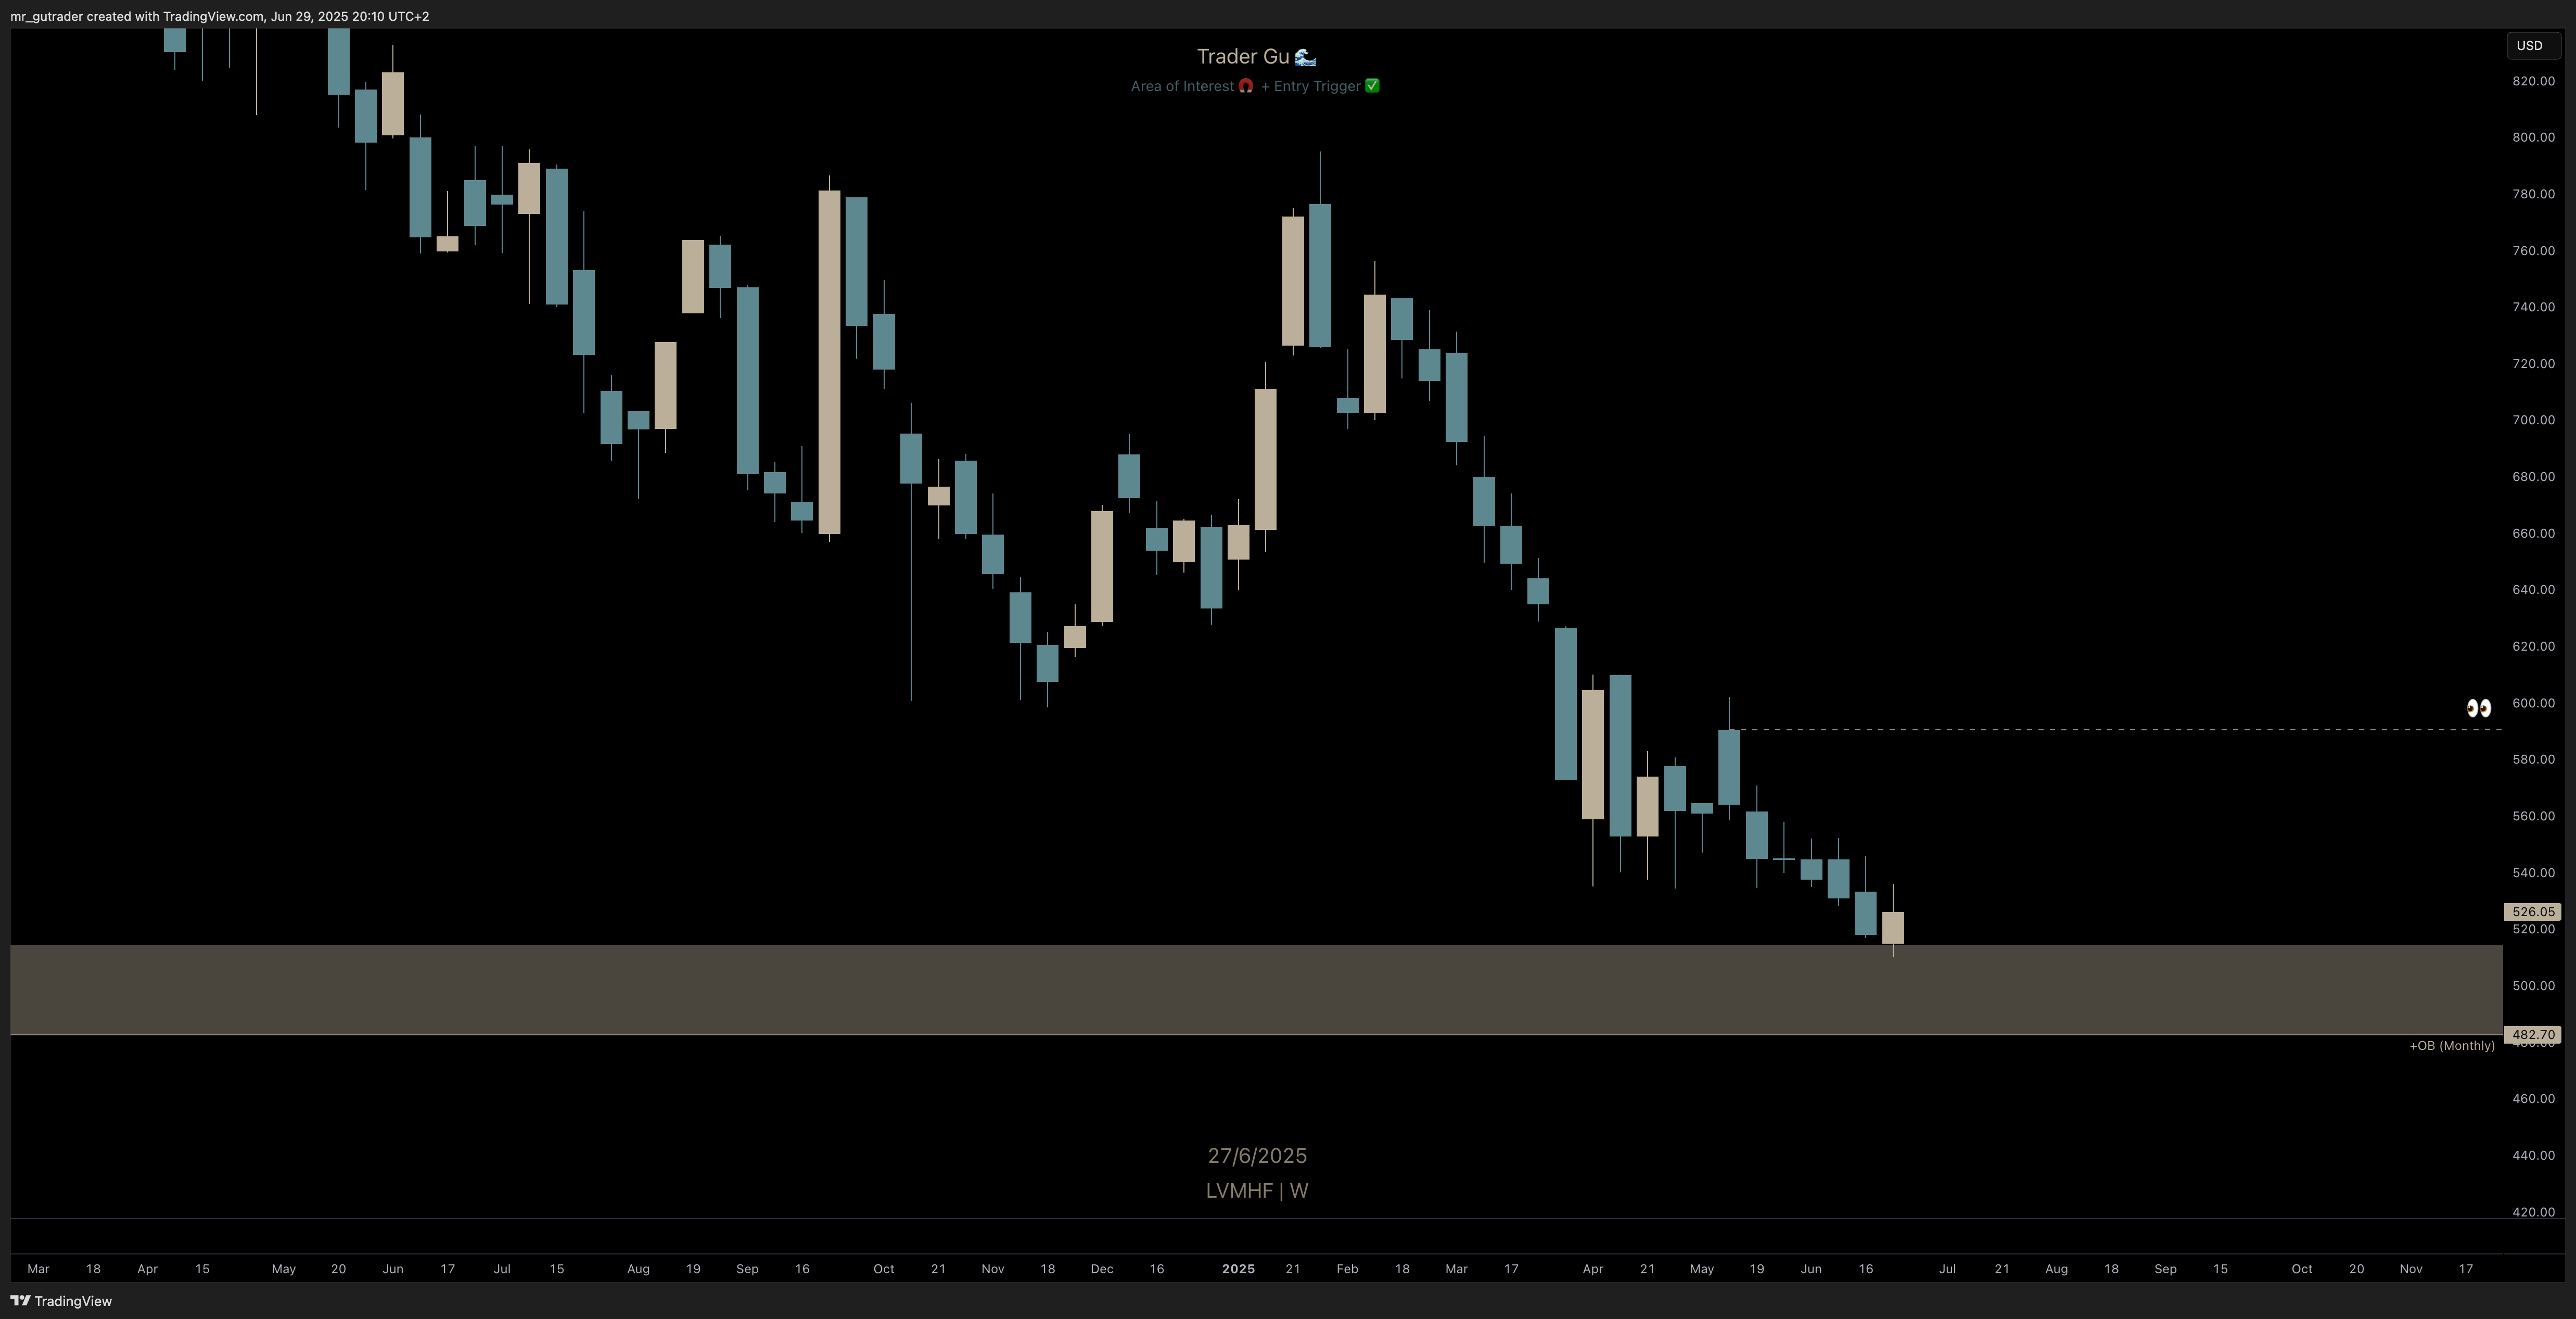 mr_gutrader created with TradingView.com, Jun 29, 2025 20:10 UTC+2
USD
Trader Gu 🌊
Area of Interest 🧲 + Entry Trigger ✅
820.00
800.00
780.00
760.00
740.00
720.00
700.00
680.00
660.00
640.00
620.00
600.00
580.00
560.00
540.00
526.05
520.00
500.00
482.70
+OB (Monthly)
460.00
440.00
420.00
27/6/2025
LVMHF | W
Mar 18 Apr 15 May 20 Jun 17 Jul 15 Aug 19 Sep 16 Oct 21 Nov 18 Dec 16 2025 21 Feb 18 Mar 17 Apr 21 May 19 Jun 16 Jul 21 Aug 18 Sep 15 Oct 20 Nov 17
TradingView